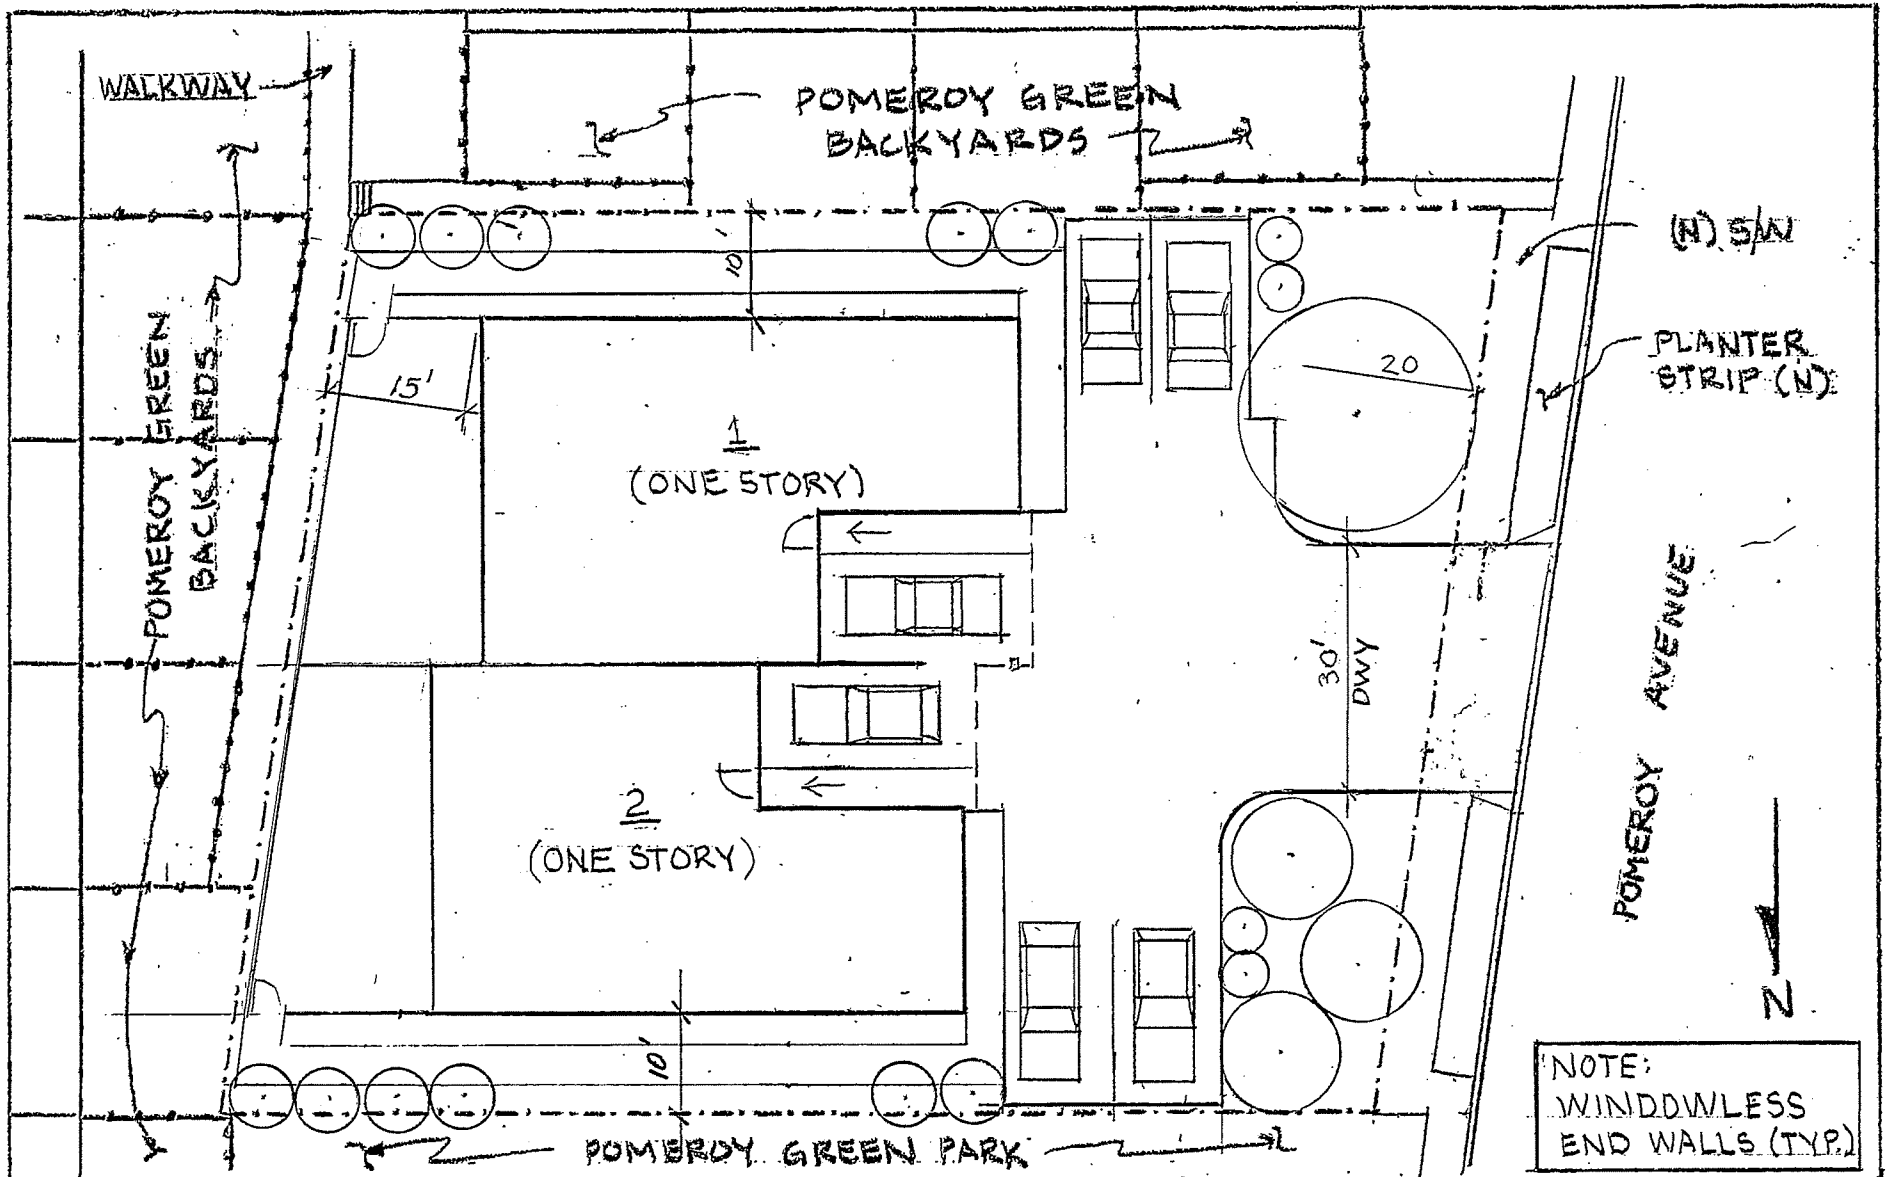 WALKWAY
POMEROY GREEN
BACKYARDS
(N) S/W
10'
PLANTER
STRIP (N)
20
15'
POMEROY GREEN
BACKYARDS
1
(ONE STORY)
30'
DWY
POMEROY AVENUE
2
(ONE STORY)
N
10'
NOTE:
WINDOWLESS
END WALLS (TYP.)
POMEROY GREEN PARK